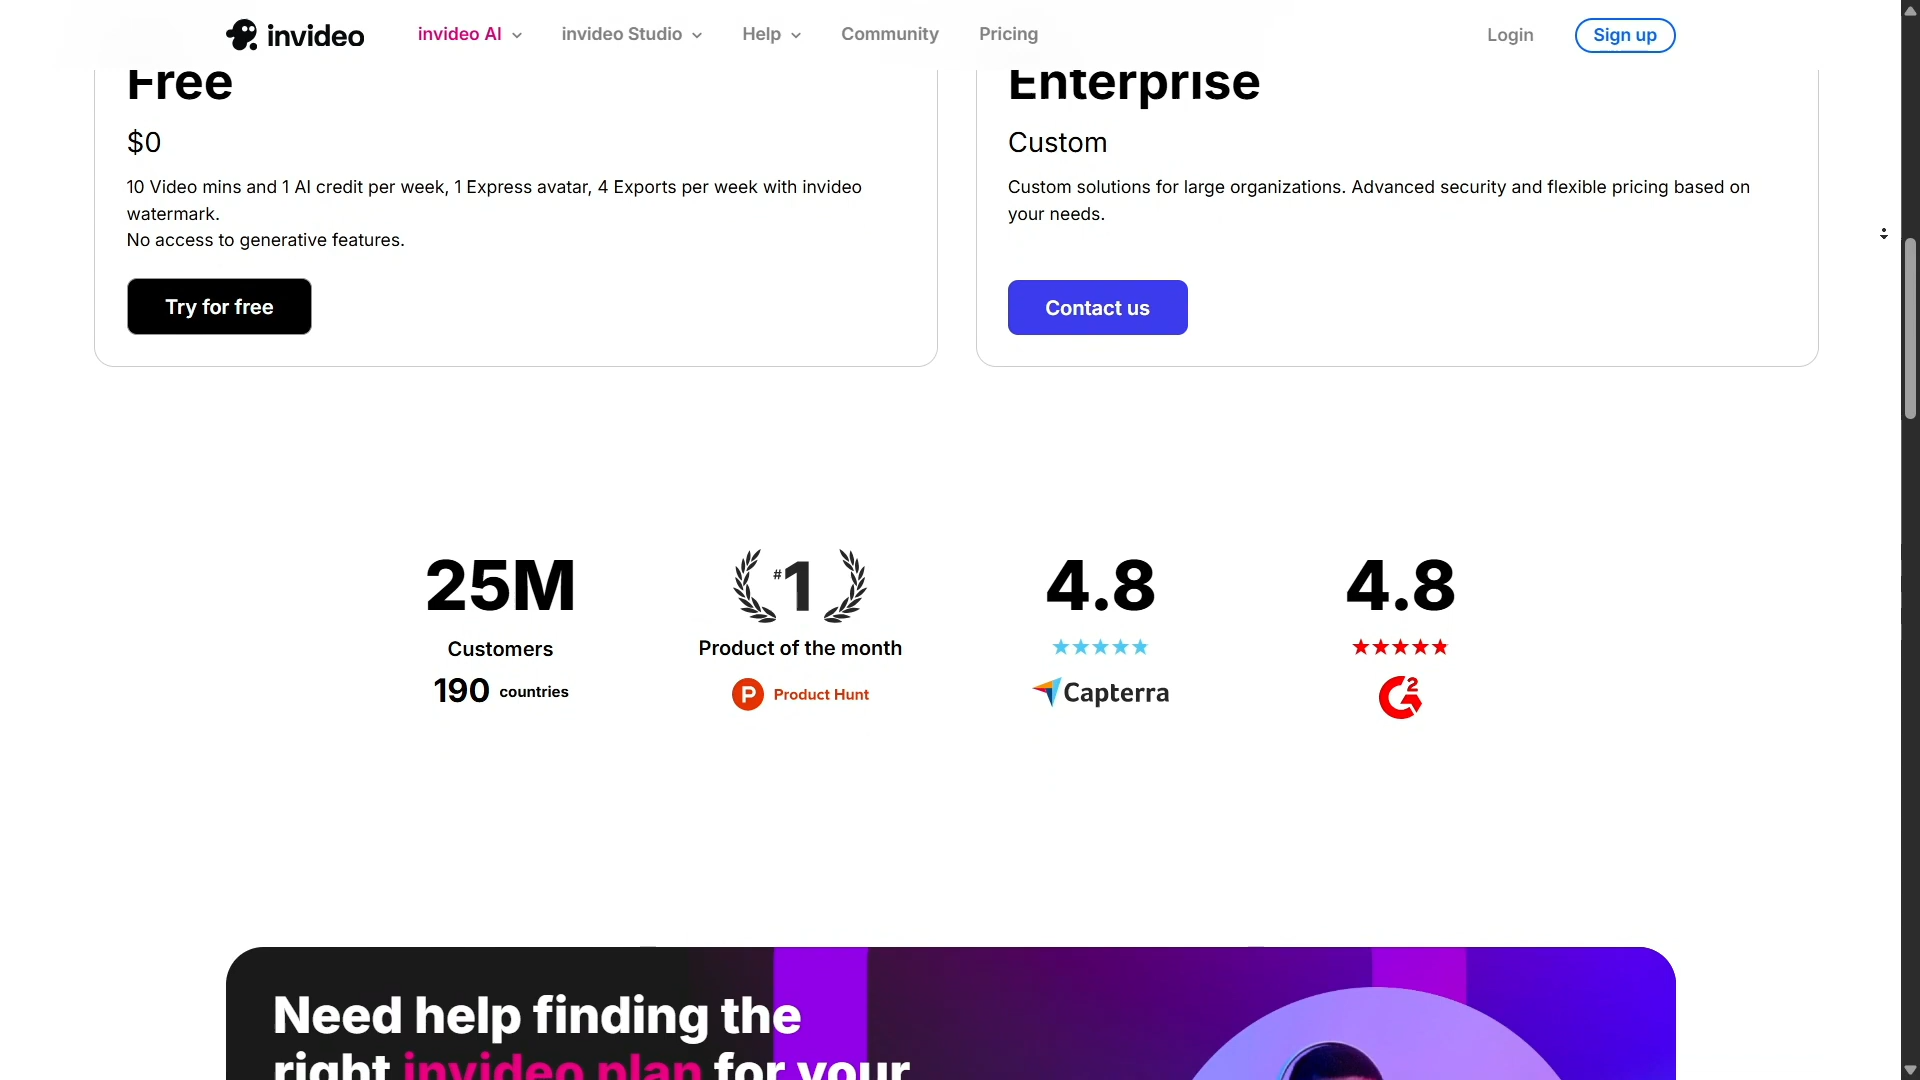 invideo
invideo AI
invideo Studio
Help
Community
Pricing
Login
Sign up
Free
$0
10 Video mins and 1 AI credit per week, 1 Express avatar, 4 Exports per week with invideo
watermark.
No access to generative features.
Try for free
Enterprise
Custom
Custom solutions for large organizations. Advanced security and flexible pricing based on
your needs.
Contact us
25M
Customers
190 countries
#1
Product of the month
P Product Hunt
4.8
Capterra
4.8
G2
Need help finding the
right invideo plan for your